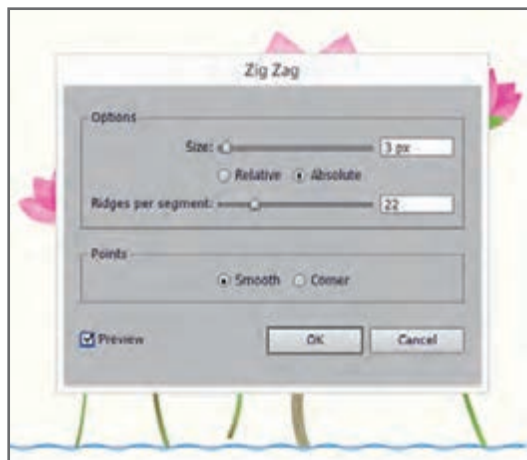 Zig Zag
Options
Size: 3 px
Relative Absolute
Ridges per segment: 22
Points
Smooth Corner
Preview OK Cancel